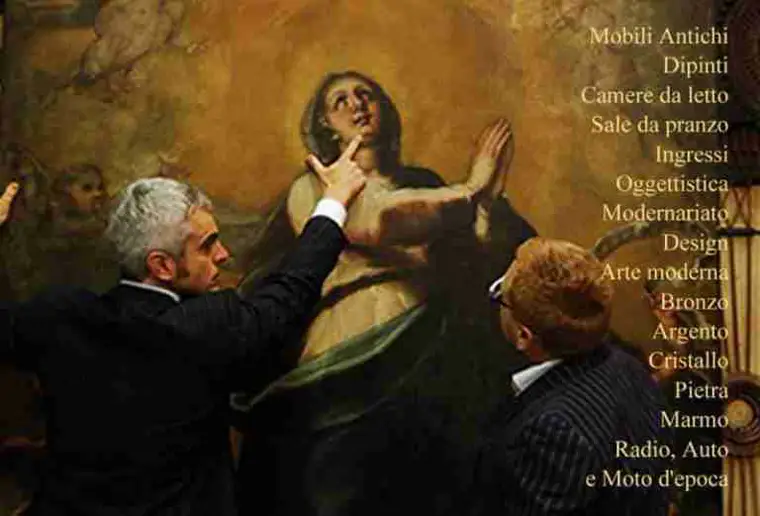 Mobili Antichi
Dipinti
Camere da letto
Sale da pranzo
Ingressi
Oggettistica
Modernariato
Design
Arte moderna
Bronzo
Argento
Cristallo
Pietra
Marmo
Radio, Auto
e Moto d'epoca